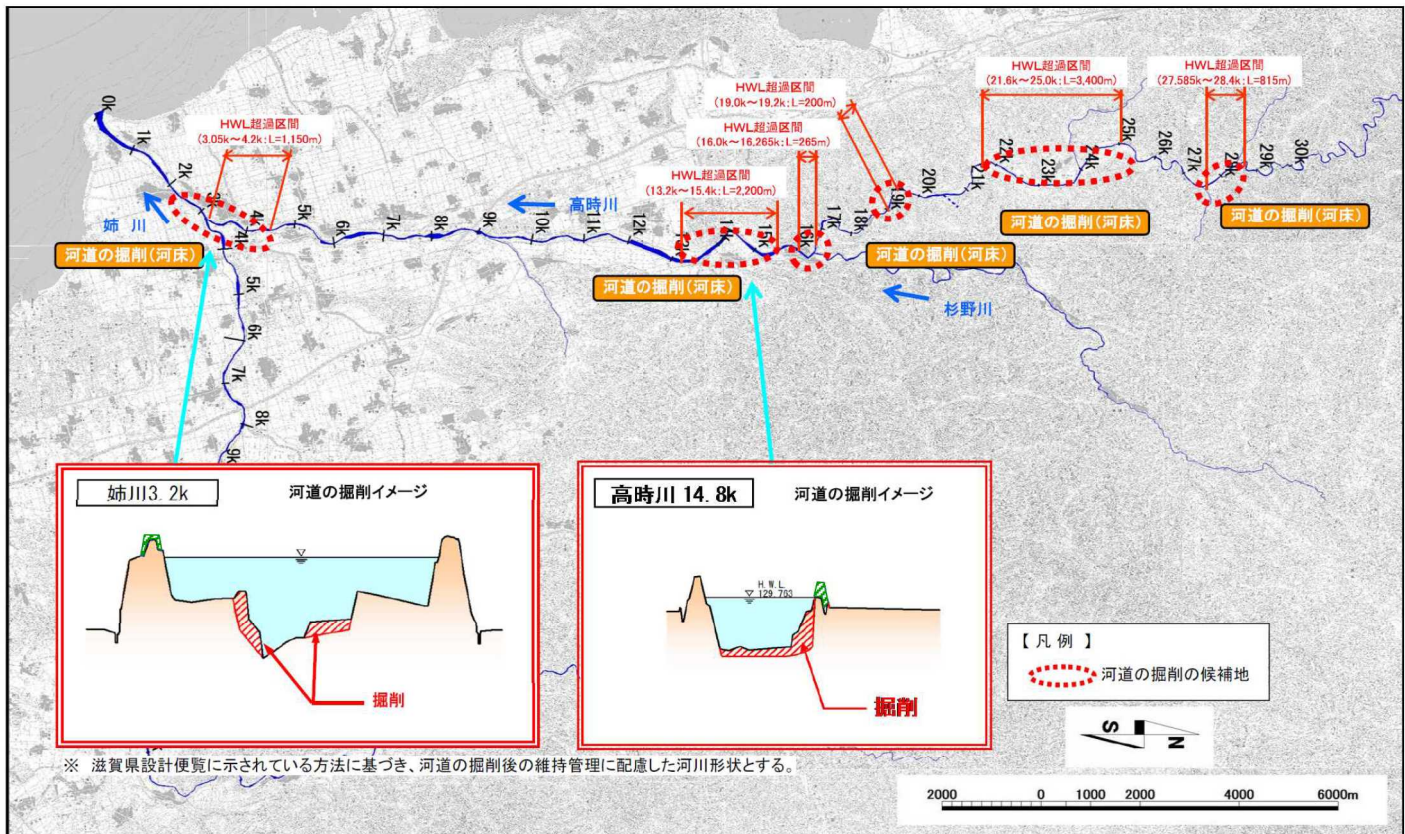 HWL超過区間
(3.05k～4.2k:L=1,150m)
HWL超過区間
(13.2k～15.4k:L=2,200m)
HWL超過区間
(16.0k～16.265k:L=265m)
HWL超過区間
(19.0k～19.2k:L=200m)
HWL超過区間
(21.6k～25.0k:L=3,400m)
HWL超過区間
(27.585k～28.4k:L=815m)
0k
1k
2k
3k
4k
5k
6k
7k
8k
9k
10k
11k
12k
13k
14k
15k
16k
17k
18k
19k
20k
21k
22k
23k
24k
25k
26k
27k
28k
29k
30k
4k
5k
6k
7k
8k
9k
姉 川
高時川
杉野川
河道の掘削(河床)
河道の掘削(河床)
河道の掘削(河床)
河道の掘削(河床)
河道の掘削(河床)
姉川3.2k
河道の掘削イメージ
掘削
高時川 14.8k
河道の掘削イメージ
H.W.L.
129.763
掘削
【 凡 例 】
河道の掘削の候補地
S
N
2000 0 1000 2000 4000 6000m
※ 滋賀県設計便覧に示されている方法に基づき、河道の掘削後の維持管理に配慮した河川形状とする。